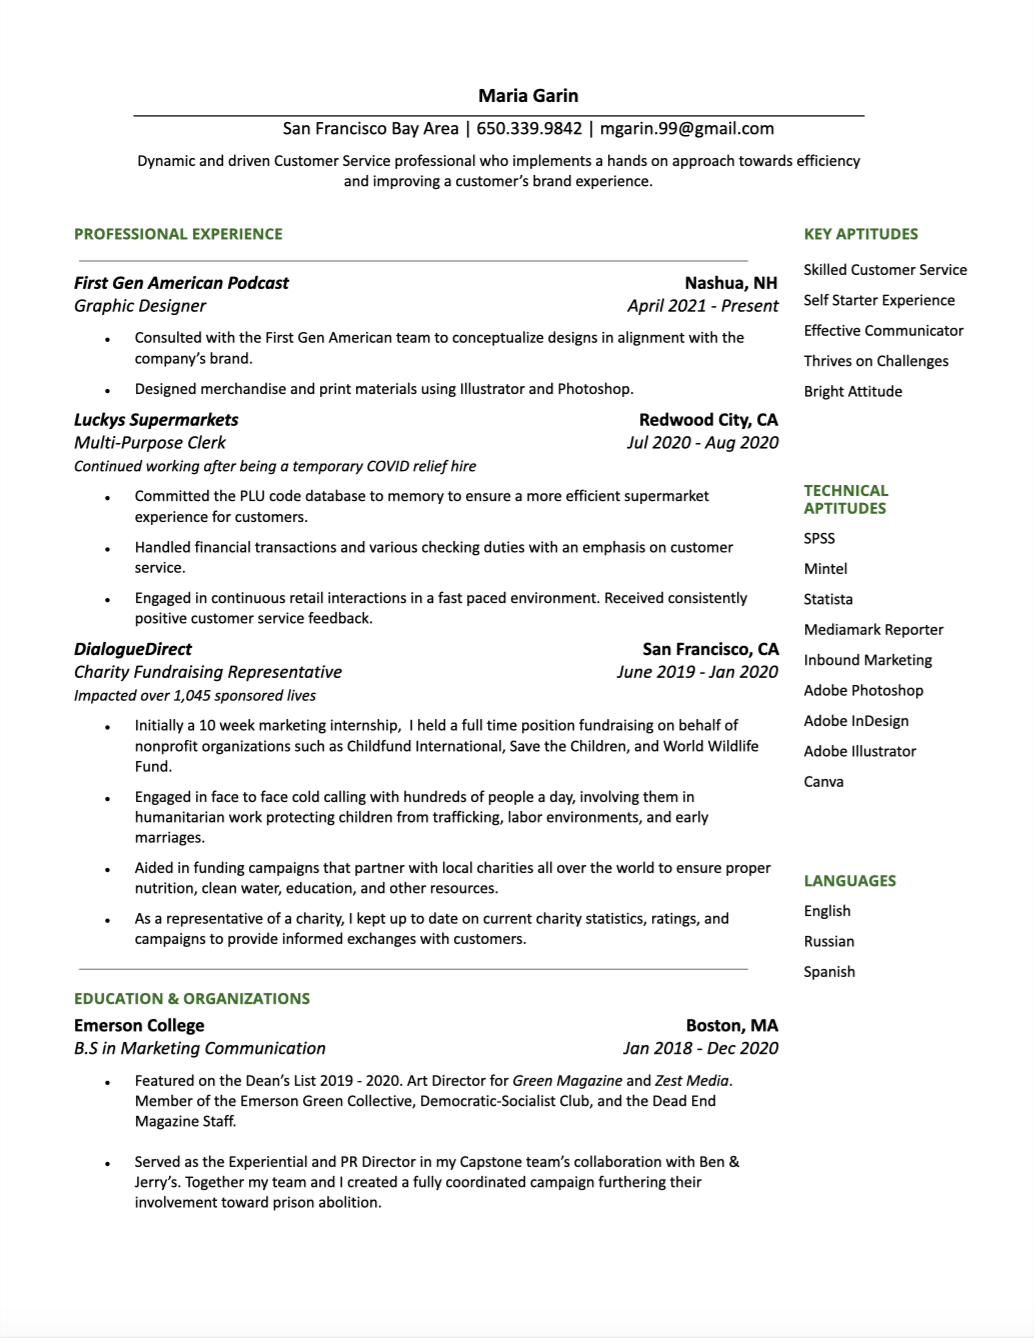 Maria Garin
San Francisco Bay Area | 650.339.9842 | mgarin.99@gmail.com
Dynamic and driven Customer Service professional who implements a hands on approach towards efficiency
and improving a customer’s brand experience.
PROFESSIONAL EXPERIENCE
First Gen American Podcast Nashua, NH
Graphic Designer April 2021 - Present
• Consulted with the First Gen American team to conceptualize designs in alignment with the
company’s brand.
• Designed merchandise and print materials using Illustrator and Photoshop.
Luckys Supermarkets Redwood City, CA
Multi-Purpose Clerk Jul 2020 - Aug 2020
Continued working after being a temporary COVID relief hire
• Committed the PLU code database to memory to ensure a more efficient supermarket
experience for customers.
• Handled financial transactions and various checking duties with an emphasis on customer
service.
• Engaged in continuous retail interactions in a fast paced environment. Received consistently
positive customer service feedback.
DialogueDirect San Francisco, CA
Charity Fundraising Representative June 2019 - Jan 2020
Impacted over 1,045 sponsored lives
• Initially a 10 week marketing internship,  I held a full time position fundraising on behalf of
nonprofit organizations such as Childfund International, Save the Children, and World Wildlife
Fund.
• Engaged in face to face cold calling with hundreds of people a day, involving them in
humanitarian work protecting children from trafficking, labor environments, and early
marriages.
• Aided in funding campaigns that partner with local charities all over the world to ensure proper
nutrition, clean water, education, and other resources.
• As a representative of a charity, I kept up to date on current charity statistics, ratings, and
campaigns to provide informed exchanges with customers.
EDUCATION & ORGANIZATIONS
Emerson College Boston, MA
B.S in Marketing Communication Jan 2018 - Dec 2020
• Featured on the Dean’s List 2019 - 2020. Art Director for Green Magazine and Zest Media.
Member of the Emerson Green Collective, Democratic-Socialist Club, and the Dead End
Magazine Staff.
• Served as the Experiential and PR Director in my Capstone team’s collaboration with Ben &
Jerry’s. Together my team and I created a fully coordinated campaign furthering their
involvement toward prison abolition.
KEY APTITUDES
Skilled Customer Service
Self Starter Experience
Effective Communicator
Thrives on Challenges
Bright Attitude
TECHNICAL
APTITUDES
SPSS
Mintel
Statista
Mediamark Reporter
Inbound Marketing
Adobe Photoshop
Adobe InDesign
Adobe Illustrator
Canva
LANGUAGES
English
Russian
Spanish